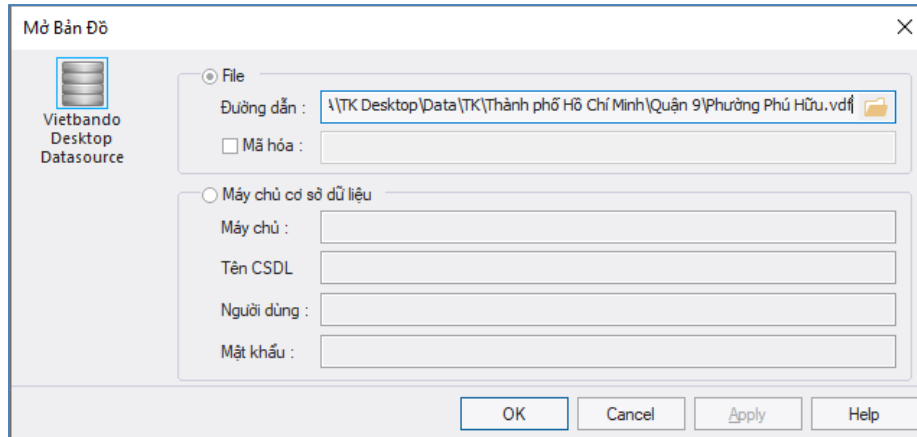 Mở Bản Đồ
Vietbando
Desktop
Datasource
File
Đường dẫn : A\TK Desktop\Data\TK\Thành phố Hồ Chí Minh\Quận 9\Phường Phú Hữu.vdf
Mã hóa :
Máy chủ cơ sở dữ liệu
Máy chủ :
Tên CSDL
Người dùng :
Mật khẩu :
OK Cancel Apply Help